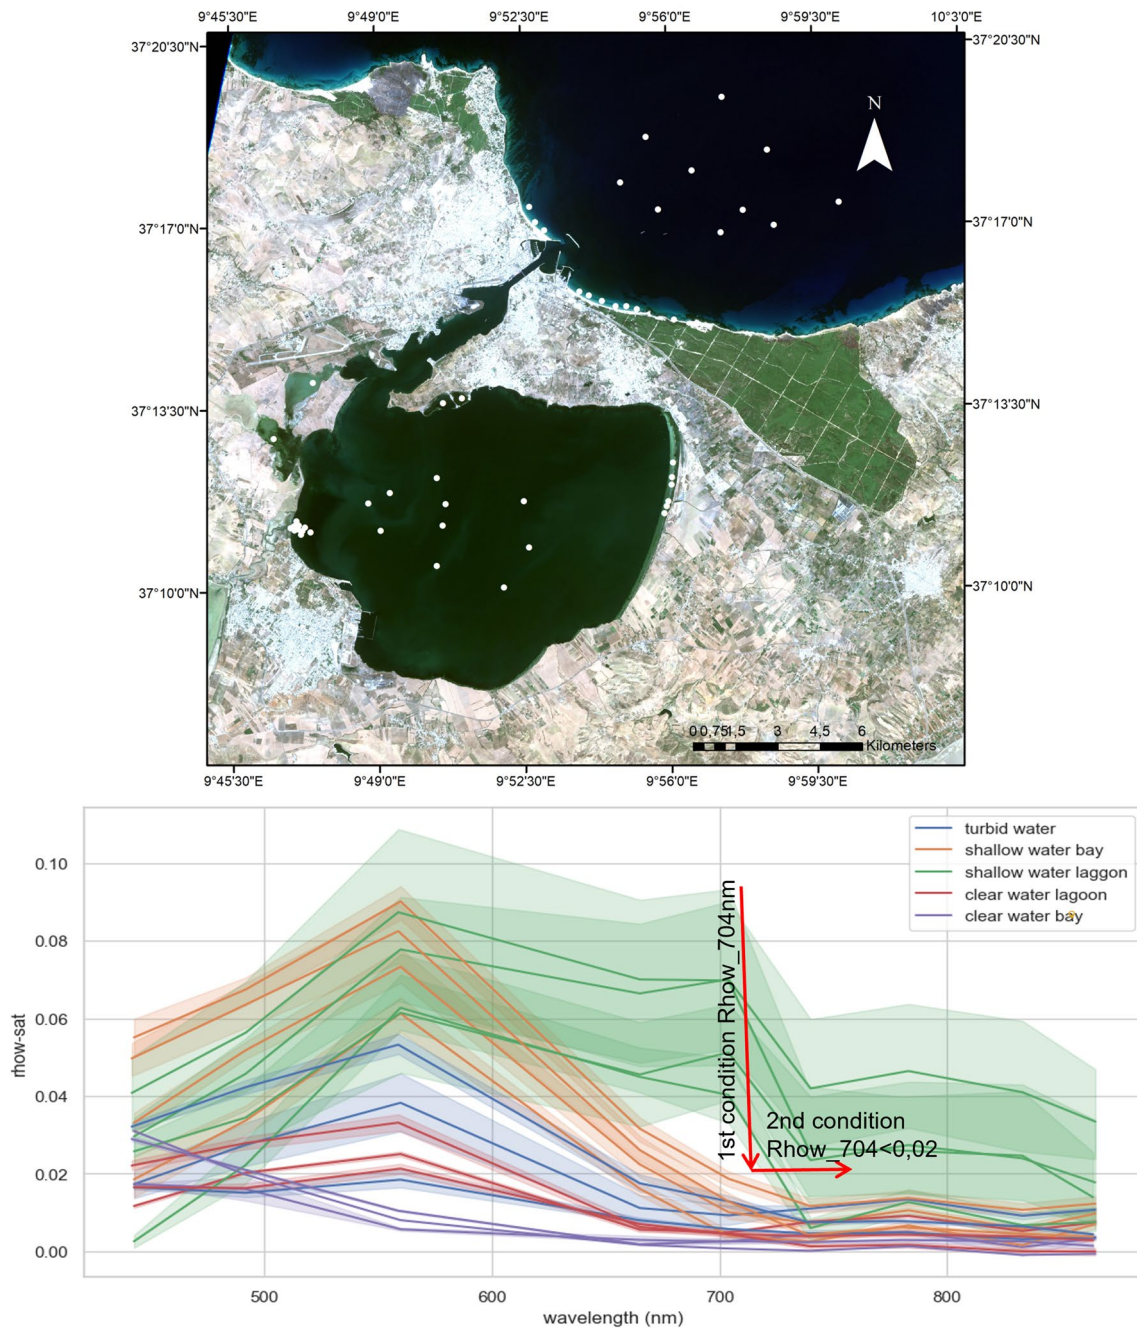 9°45'30"E 9°49'0"E 9°52'30"E 9°56'0"E 9°59'30"E 10°3'0"E
37°20'30"N 37°20'30"N
N
37°17'0"N 37°17'0"N
37°13'30"N 37°13'30"N
37°10'0"N 37°10'0"N
0 0,75 1,5 3 4,5 6
Kilometers
9°45'30"E 9°49'0"E 9°52'30"E 9°56'0"E 9°59'30"E
turbid water
shallow water bay
shallow water laggon
clear water lagoon
clear water bay
0.10
0.08
0.06
0.04
0.02
0.00
rhow-sat
1st condition Rhow_704nm
2nd condition
Rhow_704<0,02
500 600 700 800
wavelength (nm)